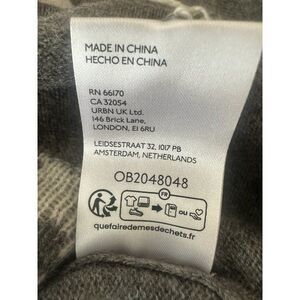 MADE IN CHINA
HECHO EN CHINA
RN 66170
CA 32054
URBN UK Ltd.
146 Brick Lane,
LONDON, E1 6RU
LEIDSESTRAAT 32, 1017 PB
AMSTERDAM, NETHERLANDS
OB2048048
FR
OU
quefairedemesdechets.fr